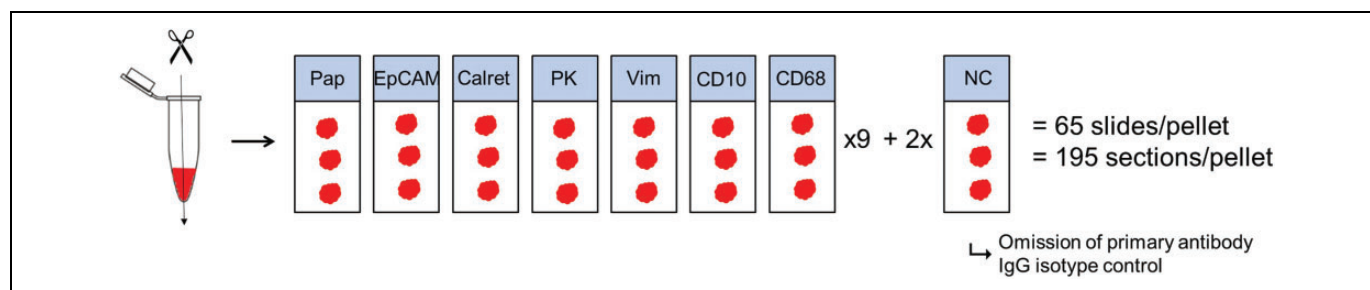 Pap EpCAM Calret PK Vim CD10 CD68 NC
x9 + 2x
= 65 slides/pellet
= 195 sections/pellet
Omission of primary antibody
IgG isotype control